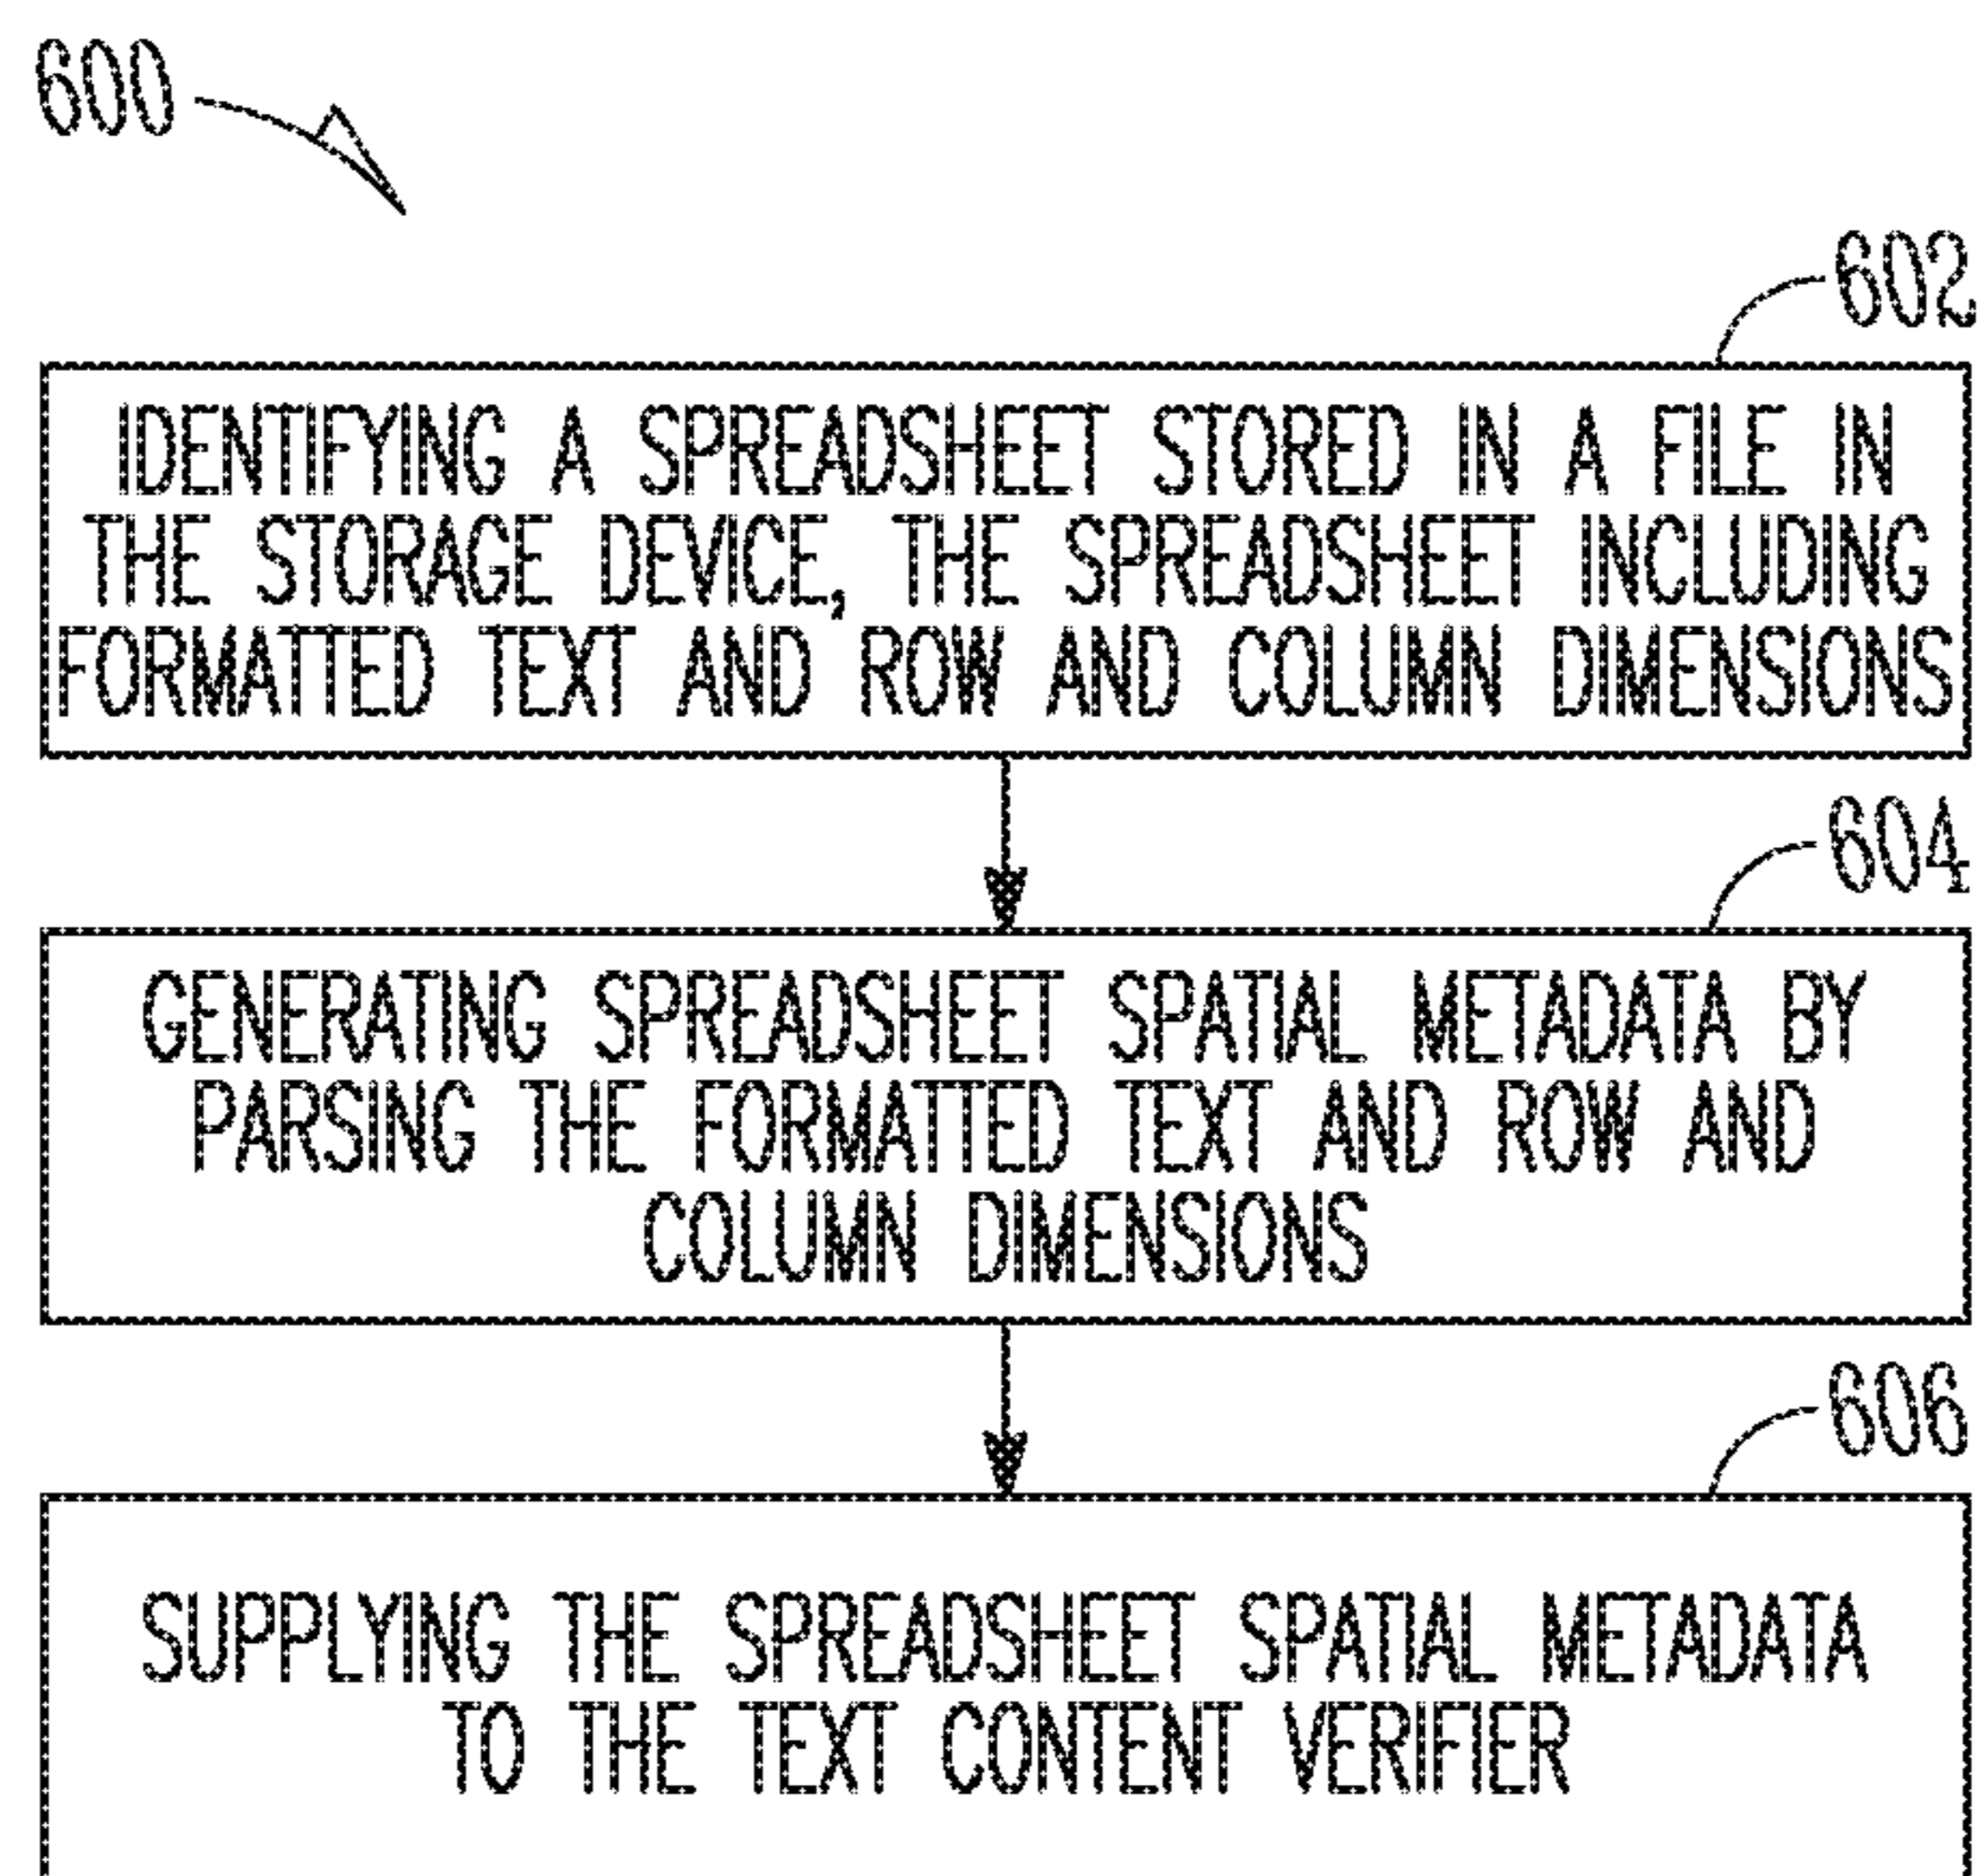 600
602
IDENTIFYING A SPREADSHEET STORED IN A FILE IN
THE STORAGE DEVICE, THE SPREADSHEET INCLUDING
FORMATTED TEXT AND ROW AND COLUMN DIMENSIONS
604
GENERATING SPREADSHEET SPATIAL METADATA BY
PARSING THE FORMATTED TEXT AND ROW AND
COLUMN DIMENSIONS
606
SUPPLYING THE SPREADSHEET SPATIAL METADATA
TO THE TEXT CONTENT VERIFIER